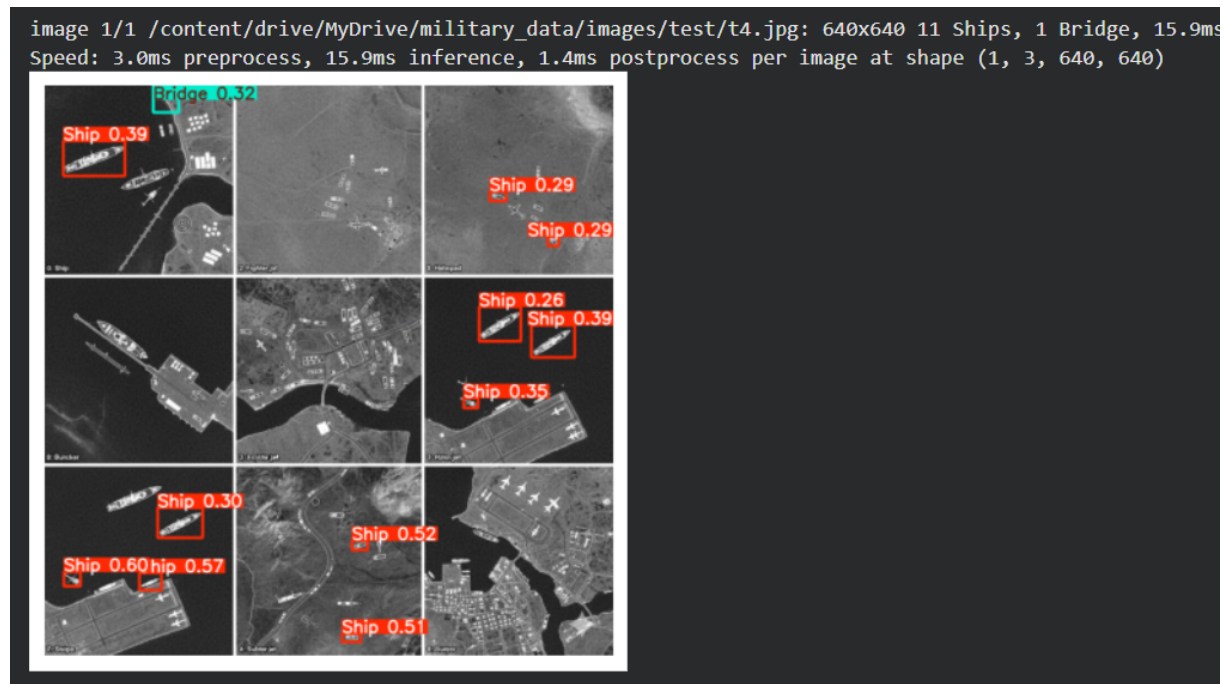 image 1/1 /content/drive/MyDrive/military_data/images/test/t4.jpg: 640x640 11 Ships, 1 Bridge, 15.9ms
Speed: 3.0ms preprocess, 15.9ms inference, 1.4ms postprocess per image at shape (1, 3, 640, 640)
Bridge 0.32
Ship 0.39
Ship 0.29
Ship 0.29
Ship 0.26
Ship 0.39
Ship 0.35
Ship 0.30
Ship 0.52
Ship 0.60 hip 0.57
Ship 0.51